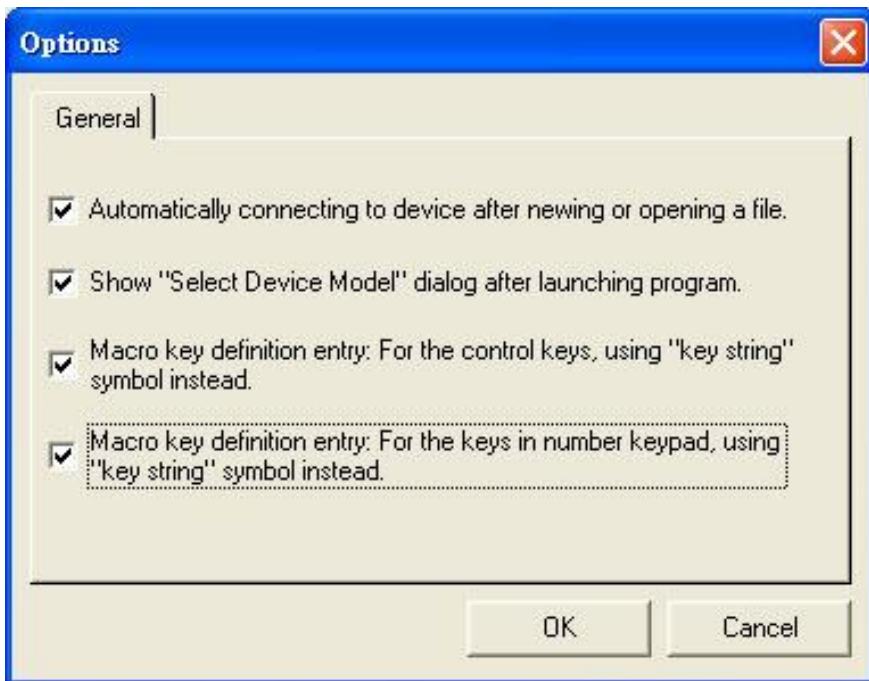 Options
General
Automatically connecting to device after newing or opening a file.
Show "Select Device Model" dialog after launching program.
Macro key definition entry: For the control keys, using "key string"
symbol instead.
Macro key definition entry: For the keys in number keypad, using
"key string" symbol instead.
OK
Cancel